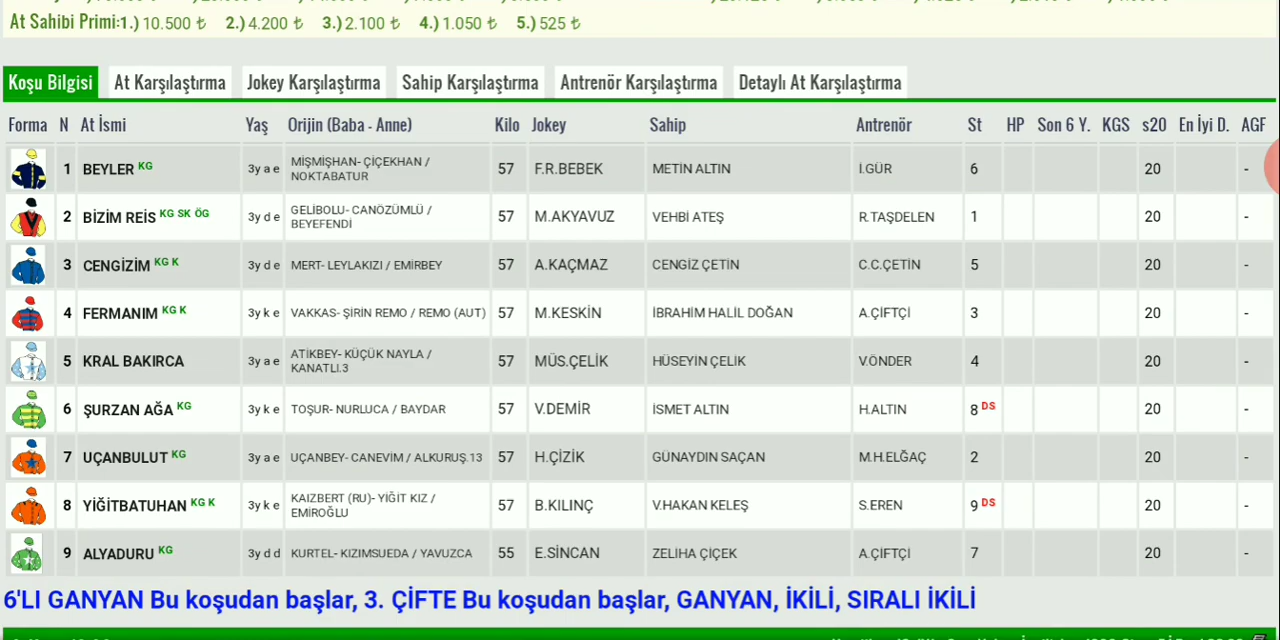 At Sahibi Primi:1.) 10.500 ₺ 2.) 4.200 ₺ 3.) 2.100 ₺ 4.) 1.050 ₺ 5.) 525 ₺
Koşu Bilgisi At Karşılaştırma Jokey Karşılaştırma Sahip Karşılaştırma Antrenör Karşılaştırma Detaylı At Karşılaştırma
Forma N At İsmi Yaş Orijin (Baba - Anne) Kilo Jokey Sahip Antrenör St HP Son 6 Y. KGS s20 En İyi D. AGF
1 BEYLER KG 3y a e MİŞMİŞHAN- ÇİÇEKHAN / NOKTABATUR 57 F.R.BEBEK METİN ALTIN İ.GÜR 6 20 -
2 BİZİM REİS KG SK ÖG 3y d e GELİBOLU- CANÖZÜMLÜ / BEYEFENDİ 57 M.AKYAVUZ VEHBİ ATEŞ R.TAŞDELEN 1 20 -
3 CENGİZİM KG K 3y d e MERT- LEYLAKIZI / EMİRBEY 57 A.KAÇMAZ CENGİZ ÇETİN C.C.ÇETİN 5 20 -
4 FERMANIM KG K 3y k e VAKKAS- ŞİRİN REMO / REMO (AUT) 57 M.KESKİN İBRAHİM HALİL DOĞAN A.ÇİFTÇİ 3 20 -
5 KRAL BAKIRCA 3y a e ATİKBEY- KÜÇÜK NAYLA / KANATLI.3 57 MÜS.ÇELİK HÜSEYİN ÇELİK V.ÖNDER 4 20 -
6 ŞURZAN AĞA KG 3y k e TOŞUR- NURLUCA / BAYDAR 57 V.DEMİR İSMET ALTIN H.ALTIN 8 DS 20 -
7 UÇANBULUT KG 3y a e UÇANBEY- CANEVİM / ALKURUŞ.13 57 H.ÇİZİK GÜNAYDIN SAÇAN M.H.ELĞAÇ 2 20 -
8 YİĞİTBATUHAN KG K 3y k e KAIZBERT (RU)- YİĞİT KIZ / EMİROĞLU 57 B.KILINÇ V.HAKAN KELEŞ S.EREN 9 DS 20 -
9 ALYADURU KG 3y d d KURTEL- KIZIMSUEDA / YAVUZCA 55 E.SİNCAN ZELİHA ÇİÇEK A.ÇİFTÇİ 7 20 -
6'LI GANYAN Bu koşudan başlar, 3. ÇİFTE Bu koşudan başlar, GANYAN, İKİLİ, SIRALI İKİLİ